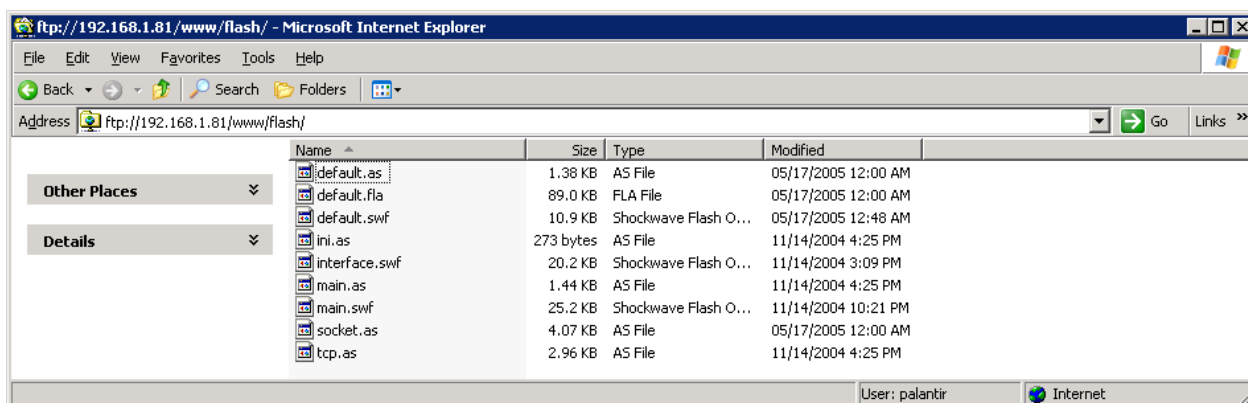 ftp://192.168.1.81/www/flash/ - Microsoft Internet Explorer
File Edit View Favorites Tools Help
Back Search Folders
Address ftp://192.168.1.81/www/flash/ Go Links »
Name Size Type Modified
default.as 1.38 KB AS File 05/17/2005 12:00 AM
default.fla 89.0 KB FLA File 05/17/2005 12:00 AM
default.swf 10.9 KB Shockwave Flash O... 05/17/2005 12:48 AM
ini.as 273 bytes AS File 11/14/2004 4:25 PM
interface.swf 20.2 KB Shockwave Flash O... 11/14/2004 3:09 PM
main.as 1.44 KB AS File 11/14/2004 4:25 PM
main.swf 25.2 KB Shockwave Flash O... 11/14/2004 10:21 PM
socket.as 4.07 KB AS File 05/17/2005 12:00 AM
tcp.as 2.96 KB AS File 11/14/2004 4:25 PM
Other Places
Details
User: palantir Internet